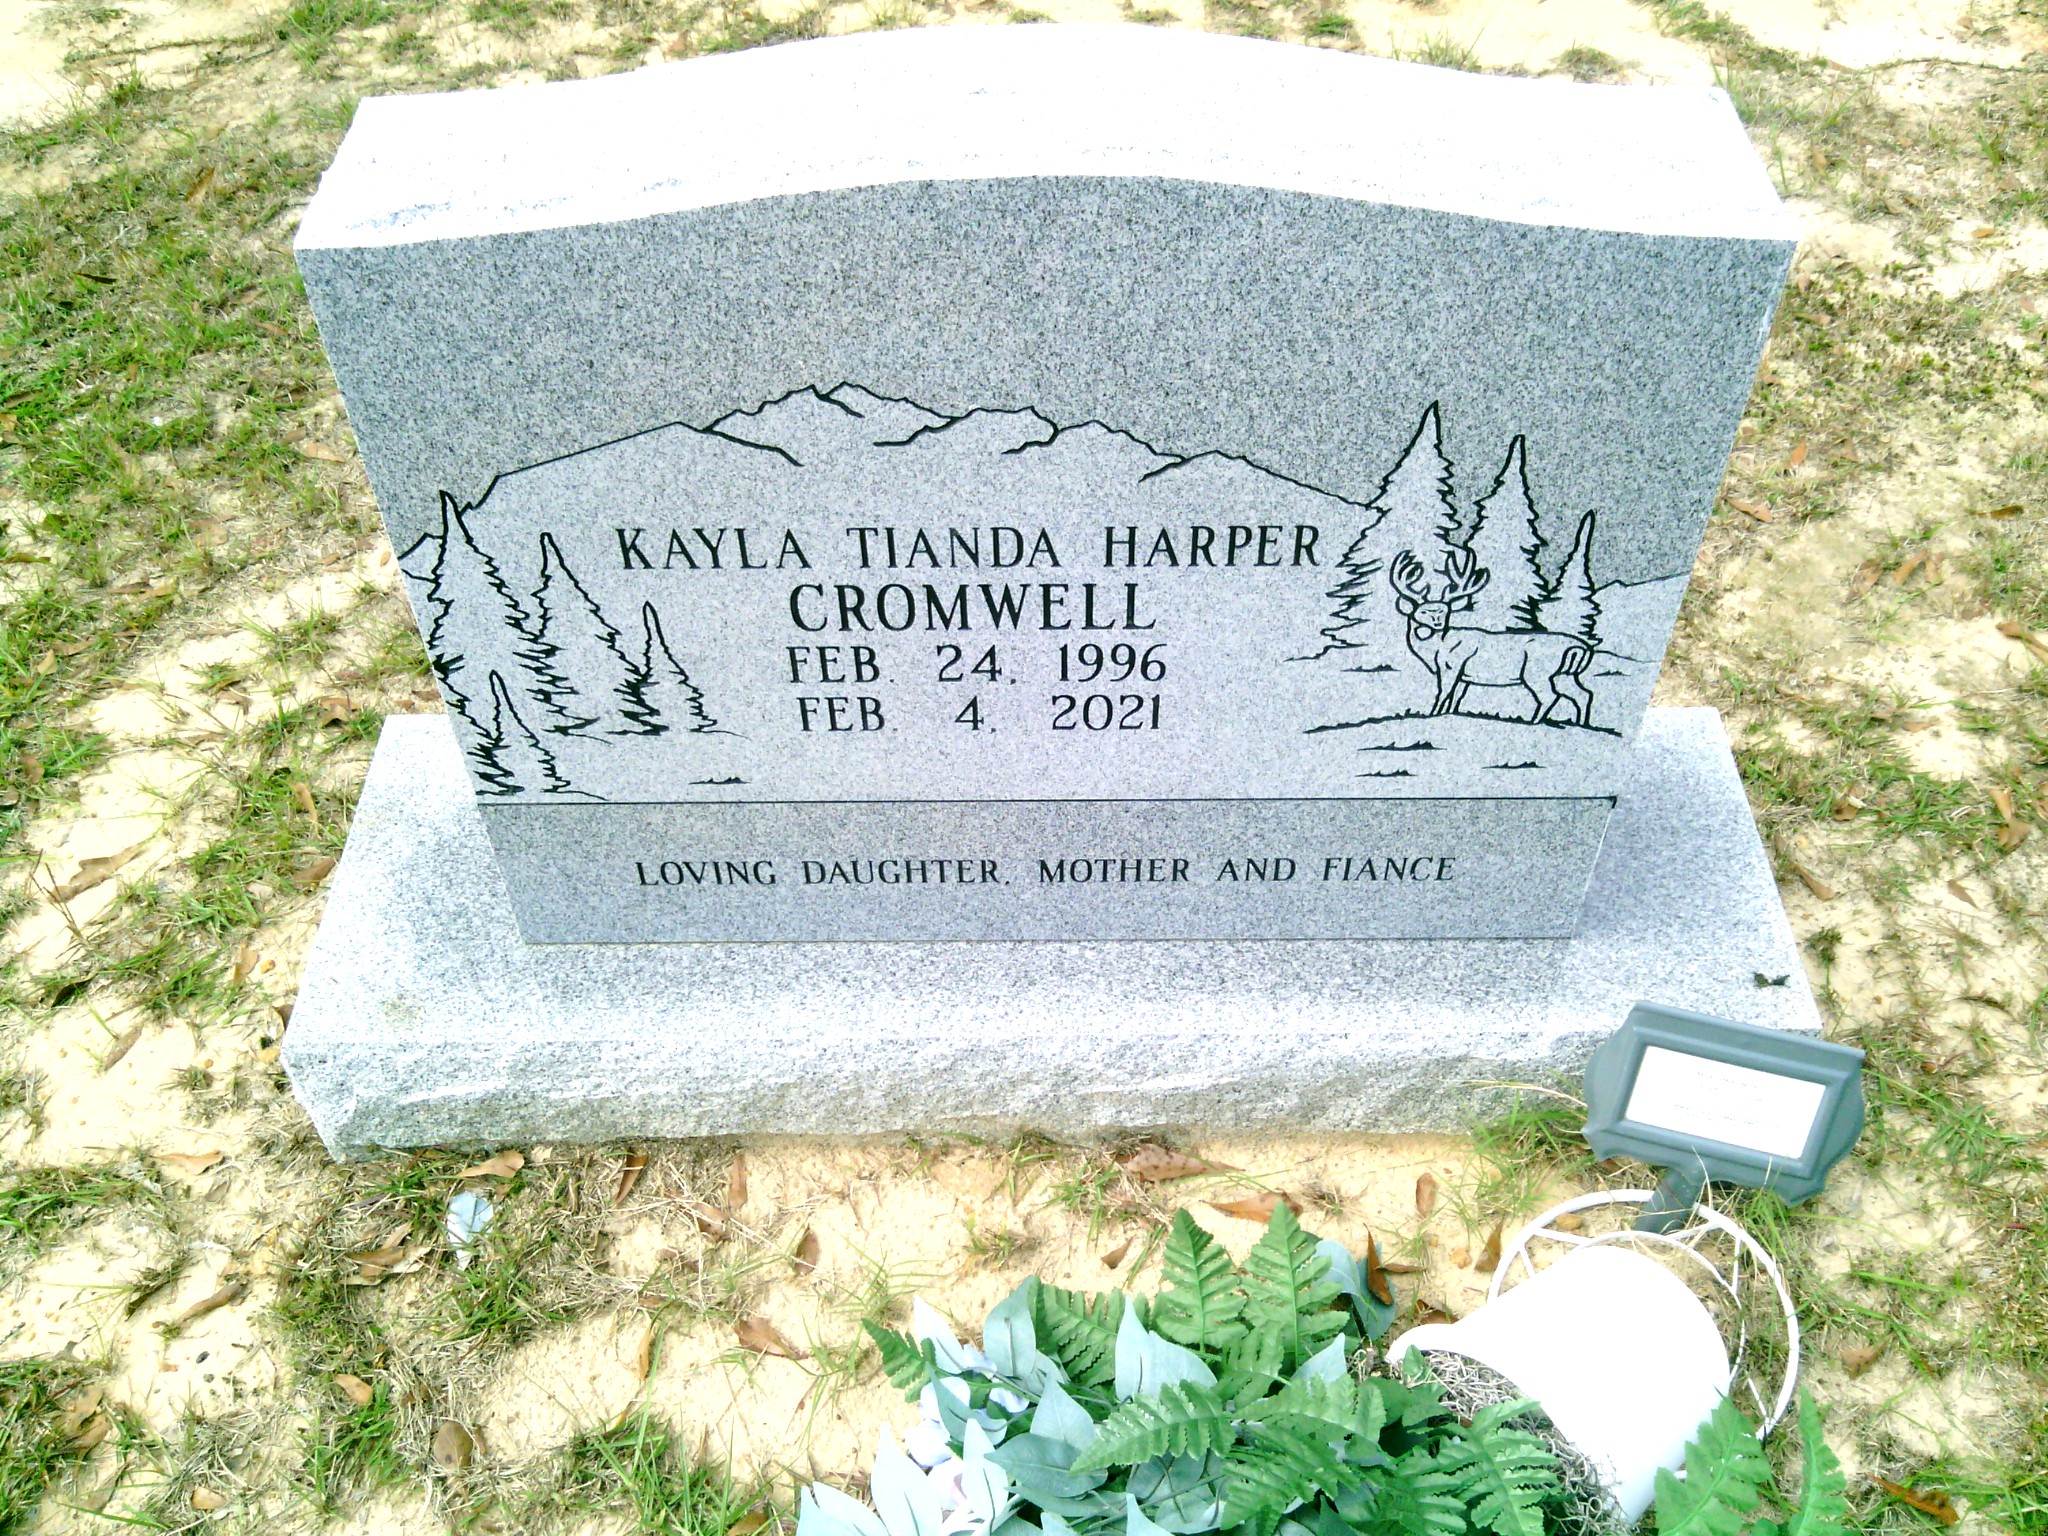 KAYLA TIANDA HARPER
CROMWELL
FEB. 24, 1996
FEB. 4, 2021
LOVING DAUGHTER, MOTHER AND FIANCE